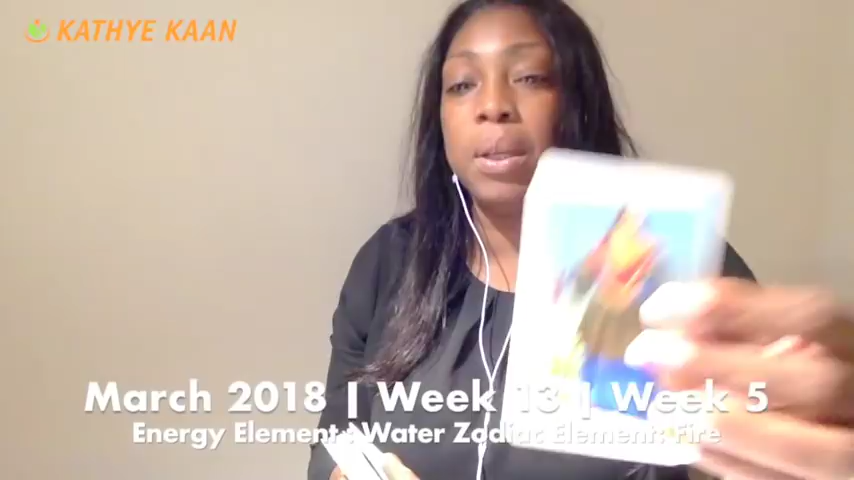 KATHYE KAAN
March 2018 | Week 13 | Week 5
Energy Element : Water Zodiac Element: Fire